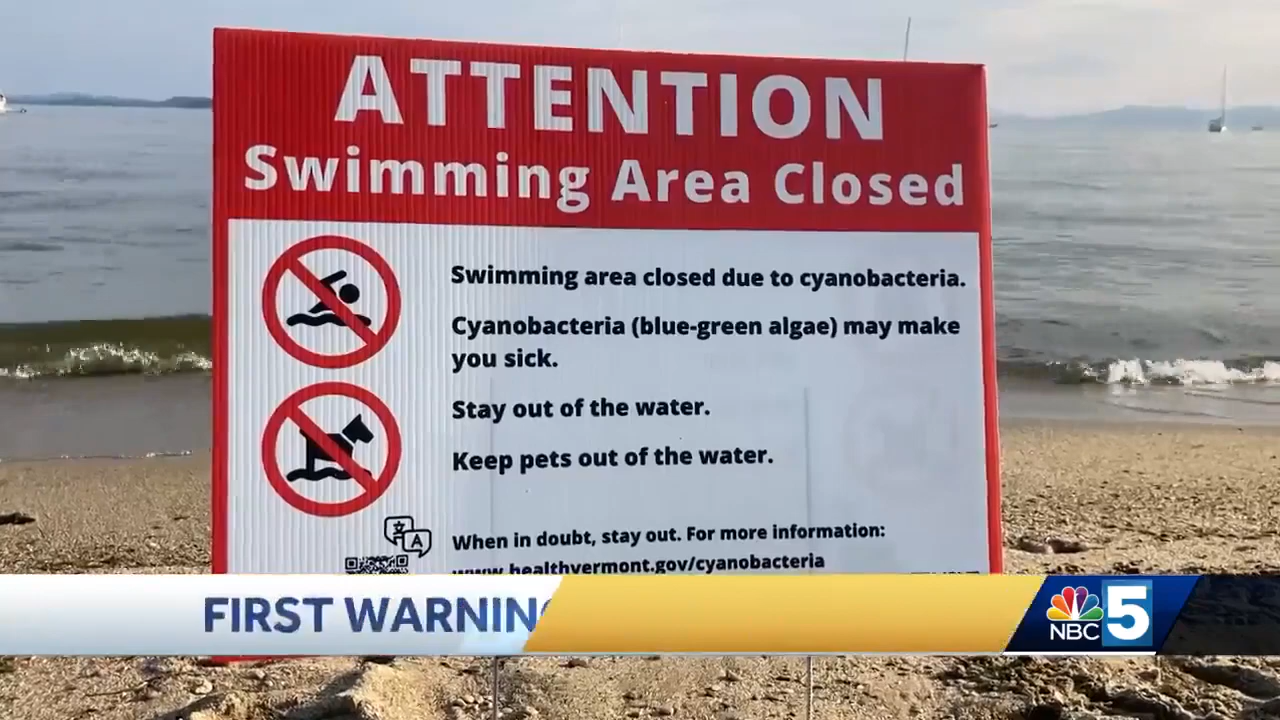 ATTENTION
Swimming Area Closed
Swimming area closed due to cyanobacteria.
Cyanobacteria (blue-green algae) may make
you sick.
Stay out of the water.
Keep pets out of the water.
文
A
When in doubt, stay out. For more information:
www.healthvermont.gov/cyanobacteria
FIRST WARNING
NBC 5